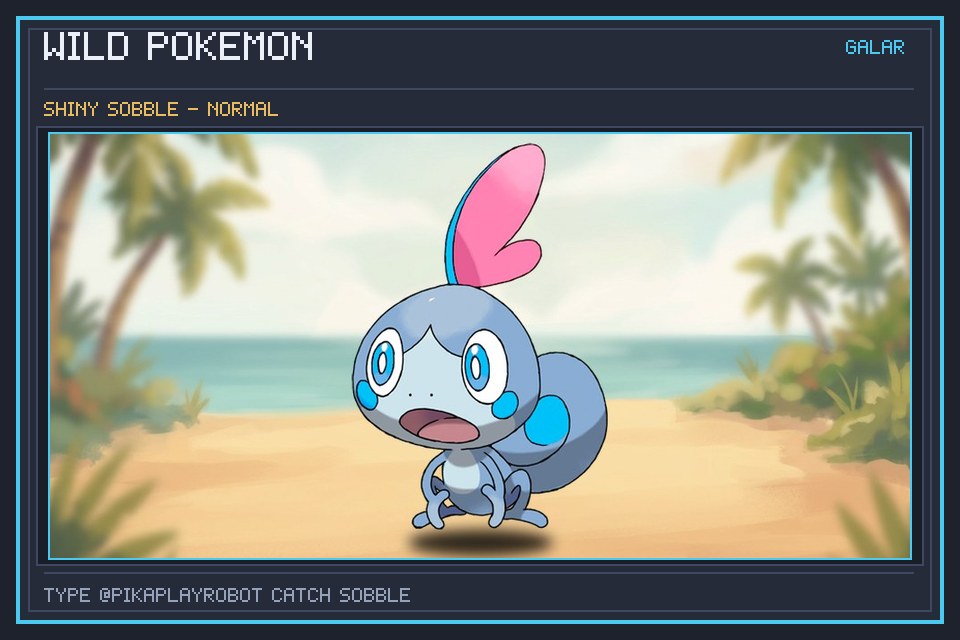 WILD POKEMON
GALAR
SHINY SOBBLE - NORMAL
TYPE @PIKAPLAYROBOT CATCH SOBBLE